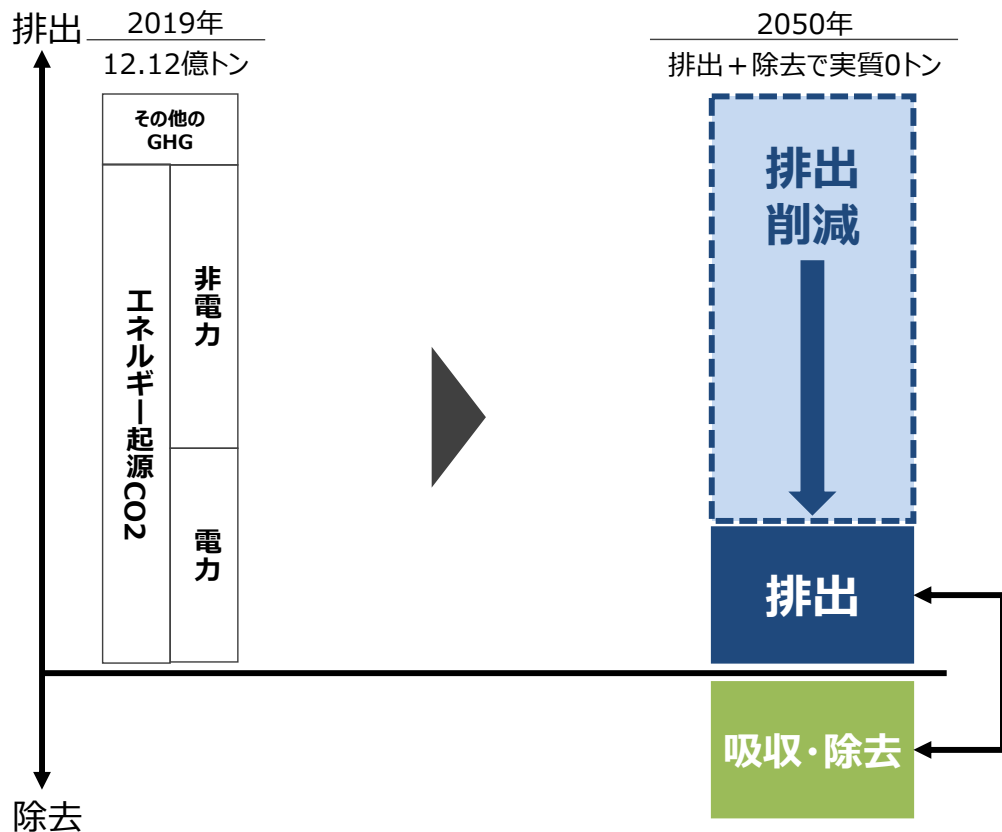 排出
2019年
12.12億トン
2050年
排出+除去で実質0トン
その他の
GHG
エネルギー起源CO2
非電力
電力
排出
削減
排出
吸収・除去
除去